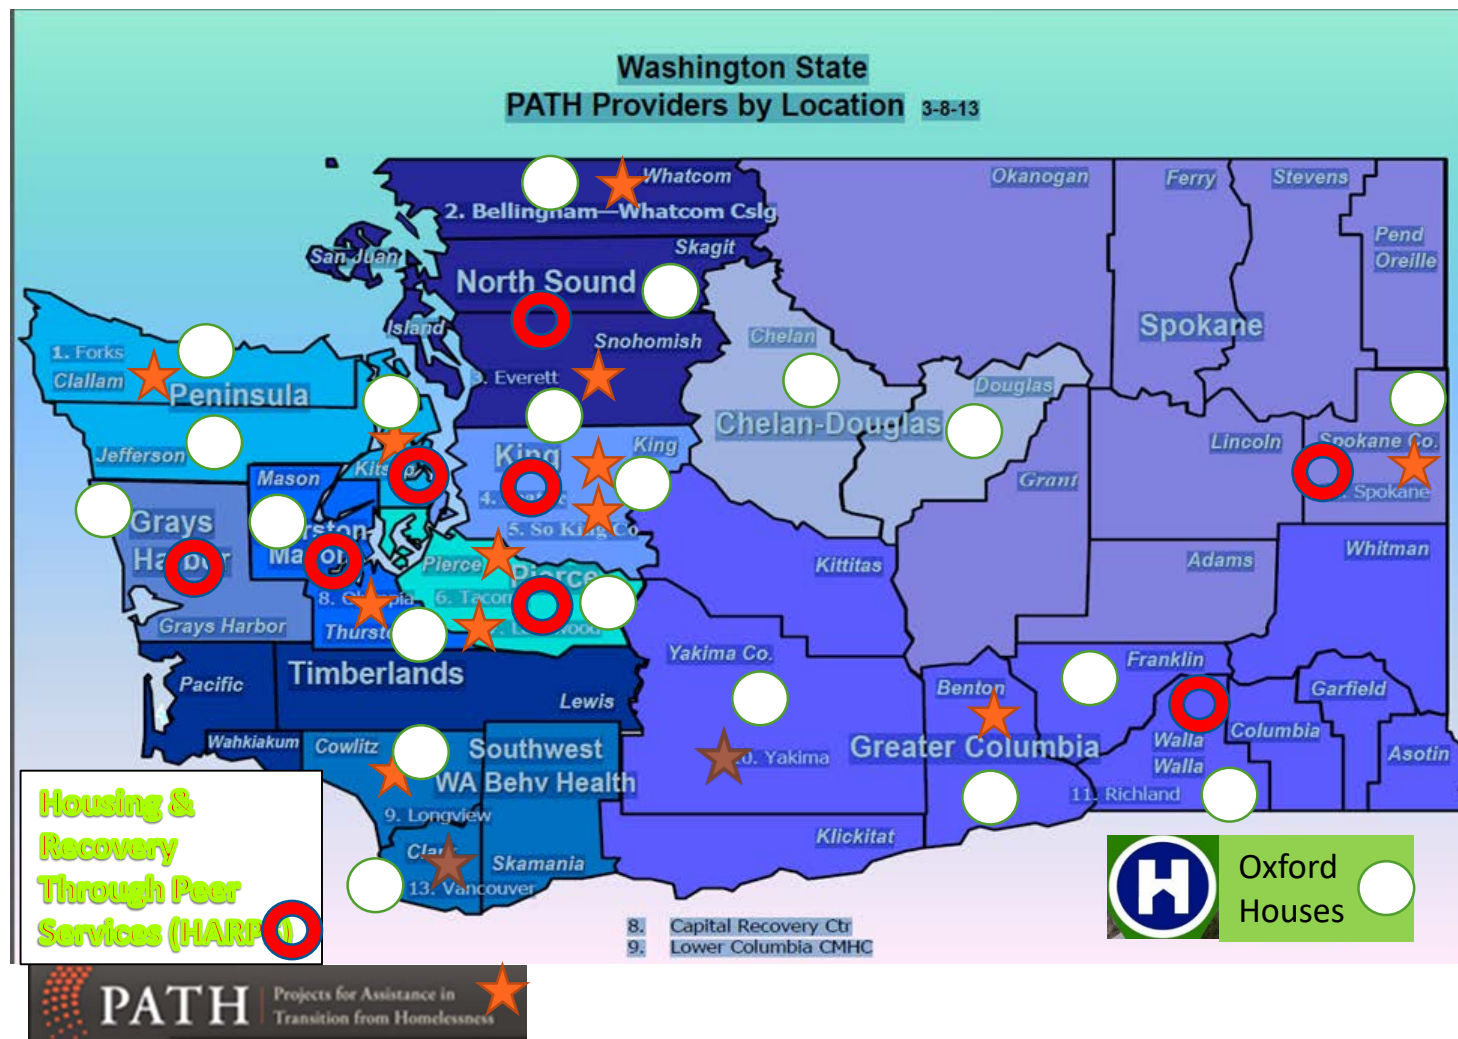 Washington State
PATH Providers by Location 3-8-13
Whatcom
2. Bellingham—Whatcom Cslg
Okanogan
Ferry
Stevens
Pend
Oreille
San Juan
Skagit
North Sound
Island
Snohomish
Spokane
1. Forks
Clallam
Peninsula
Everett
Chelan
Douglas
Chelan-Douglas
Jefferson
King
King
Lincoln
Spokane Co.
Mason
Grant
4.
Spokane
Grays
5. So King Co
Mason
Pierce
Pierce
Kittitas
Adams
Whitman
8.
6.
Grays Harbor
Timberlands
Yakima Co.
Franklin
Pacific
Lewis
Benton
Garfield
Wahkiakum
Cowlitz
Southwest
WA Behv Health
Yakima
Greater Columbia
Walla
Walla
Columbia
Asotin
9. Longview
11. Richland
Klickitat
Skamania
13. Vancouver
Housing &
Recovery
Through Peer
Services (HARP
H
Oxford
Houses
8. Capital Recovery Ctr
9. Lower Columbia CMHC
PATH
Projects for Assistance in
Transition from Homelessness